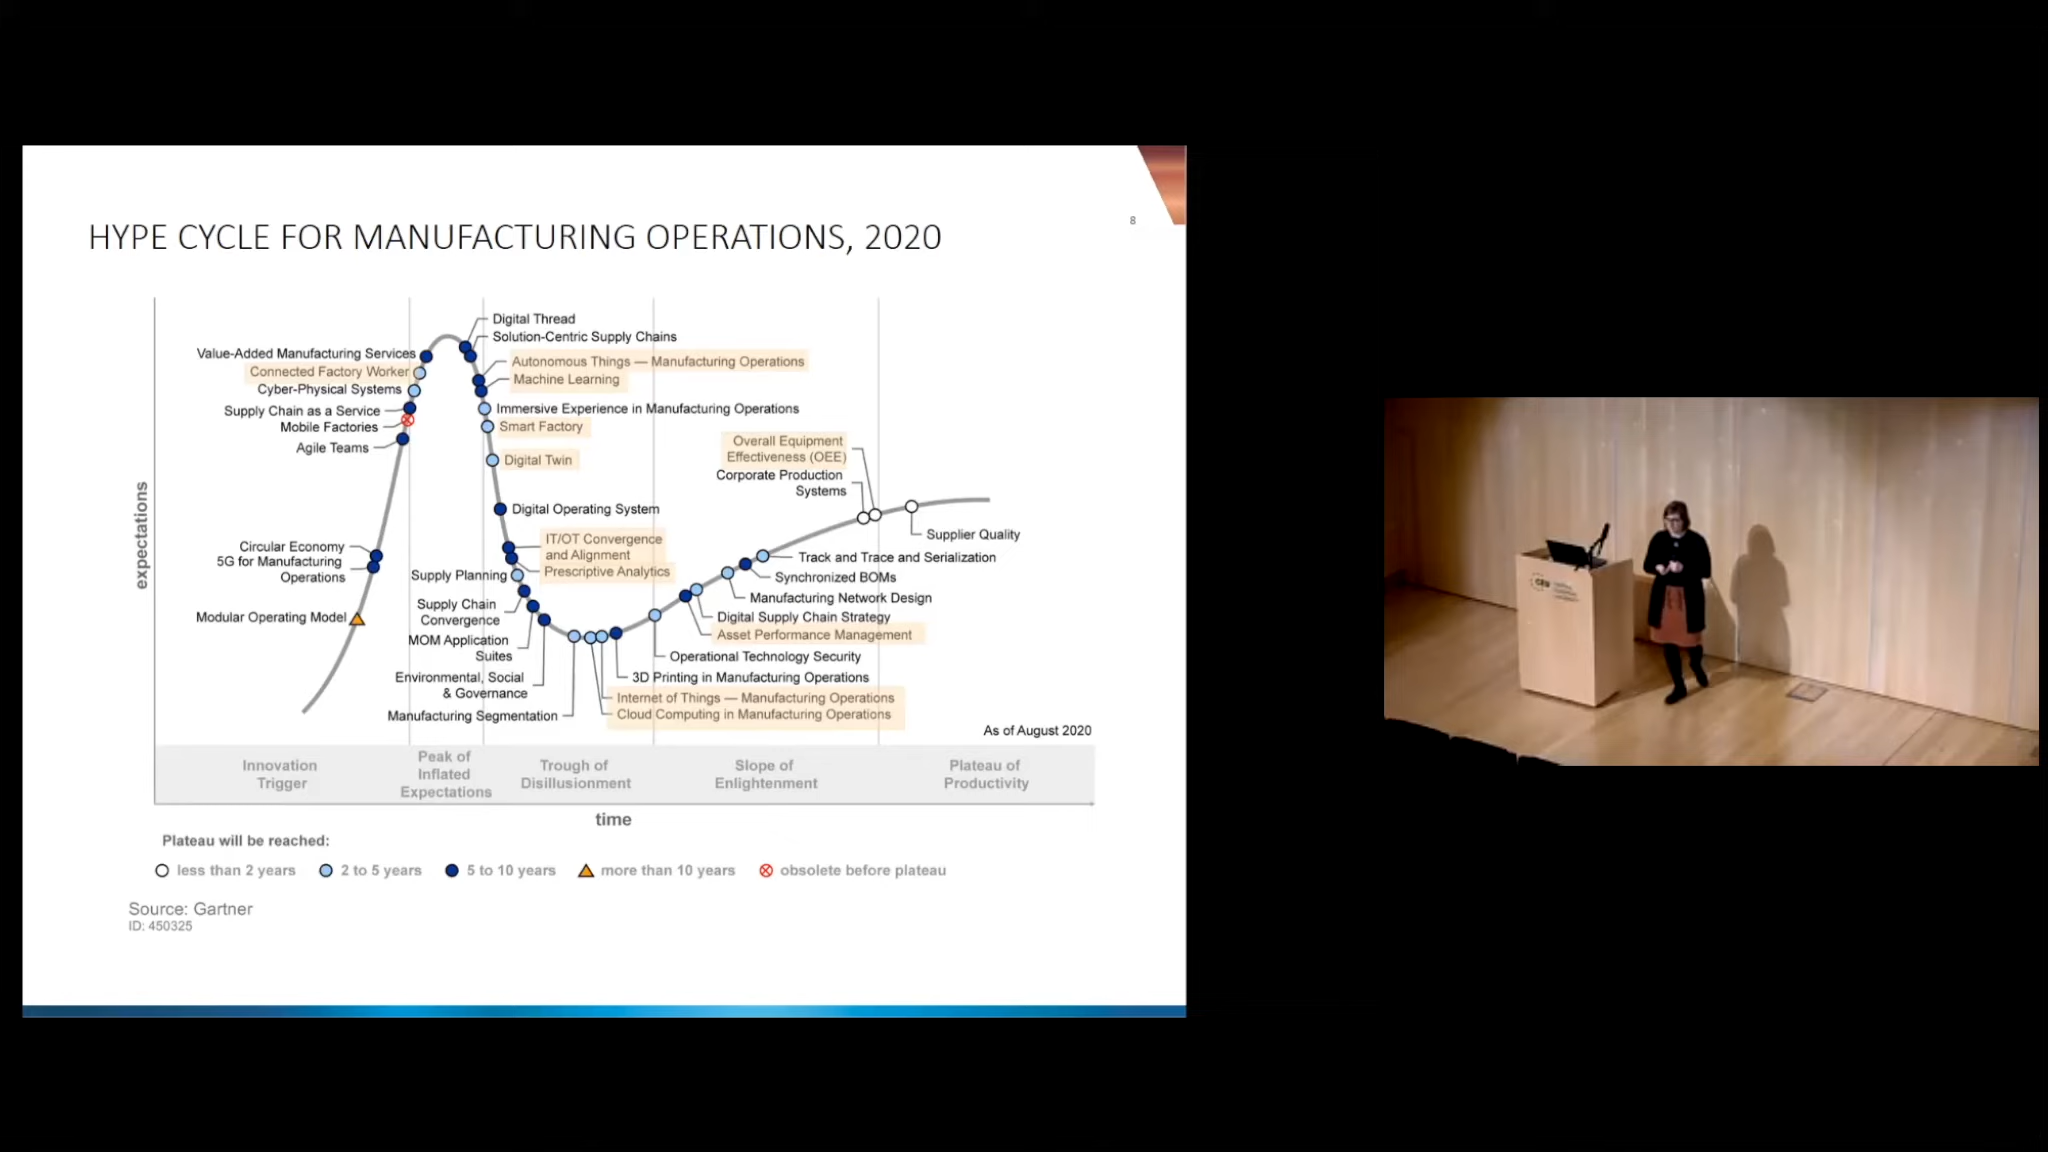 8
HYPE CYCLE FOR MANUFACTURING OPERATIONS, 2020
Digital Thread
Solution-Centric Supply Chains
Value-Added Manufacturing Services
Autonomous Things — Manufacturing Operations
Connected Factory Worker
Machine Learning
Cyber-Physical Systems
Supply Chain as a Service
Immersive Experience in Manufacturing Operations
Mobile Factories
Smart Factory
Agile Teams
Overall Equipment
Effectiveness (OEE)
Digital Twin
Corporate Production
Systems
Digital Operating System
Supplier Quality
expectations
IT/OT Convergence
and Alignment
Circular Economy
5G for Manufacturing
Operations
Track and Trace and Serialization
Prescriptive Analytics
Supply Planning
Synchronized BOMs
Manufacturing Network Design
Supply Chain
Convergence
Modular Operating Model
Digital Supply Chain Strategy
Asset Performance Management
MOM Application
Suites
Operational Technology Security
Environmental, Social
& Governance
3D Printing in Manufacturing Operations
Internet of Things — Manufacturing Operations
Manufacturing Segmentation
Cloud Computing in Manufacturing Operations
As of August 2020
Innovation
Trigger
Peak of
Inflated
Expectations
Trough of
Disillusionment
Slope of
Enlightenment
Plateau of
Productivity
time
Plateau will be reached:
less than 2 years
2 to 5 years
5 to 10 years
more than 10 years
obsolete before plateau
Source: Gartner
ID: 450325